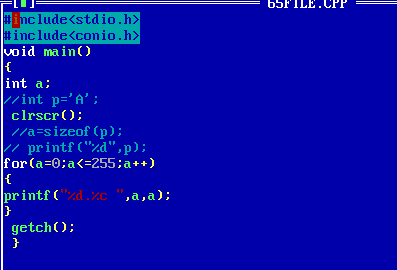 [■] 65FILE.CPP
#include<stdio.h>
#include<conio.h>
void main()
{
int a;
//int p='A';
clrscr();
//a=sizeof(p);
// printf("%d",p);
for(a=0;a<=255;a++)
{
printf("%d.%c ",a,a);
}
getch();
}